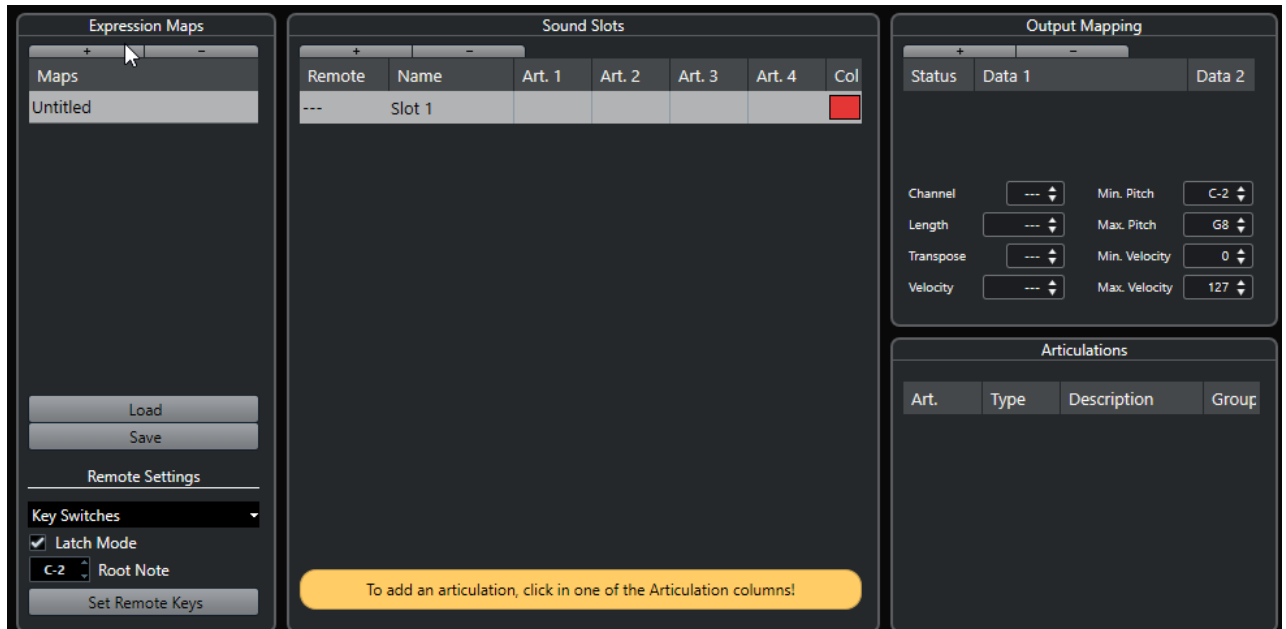 Expression Maps
+ -
Maps
Untitled
Load
Save
Remote Settings
Key Switches
Latch Mode
C-2 Root Note
Set Remote Keys
Sound Slots
+ -
Remote Name Art. 1 Art. 2 Art. 3 Art. 4 Col
--- Slot 1
To add an articulation, click in one of the Articulation columns!
Output Mapping
+ -
Status Data 1 Data 2
Channel --- Min. Pitch C-2
Length --- Max. Pitch G8
Transpose --- Min. Velocity 0
Velocity --- Max. Velocity 127
Articulations
Art. Type Description Group